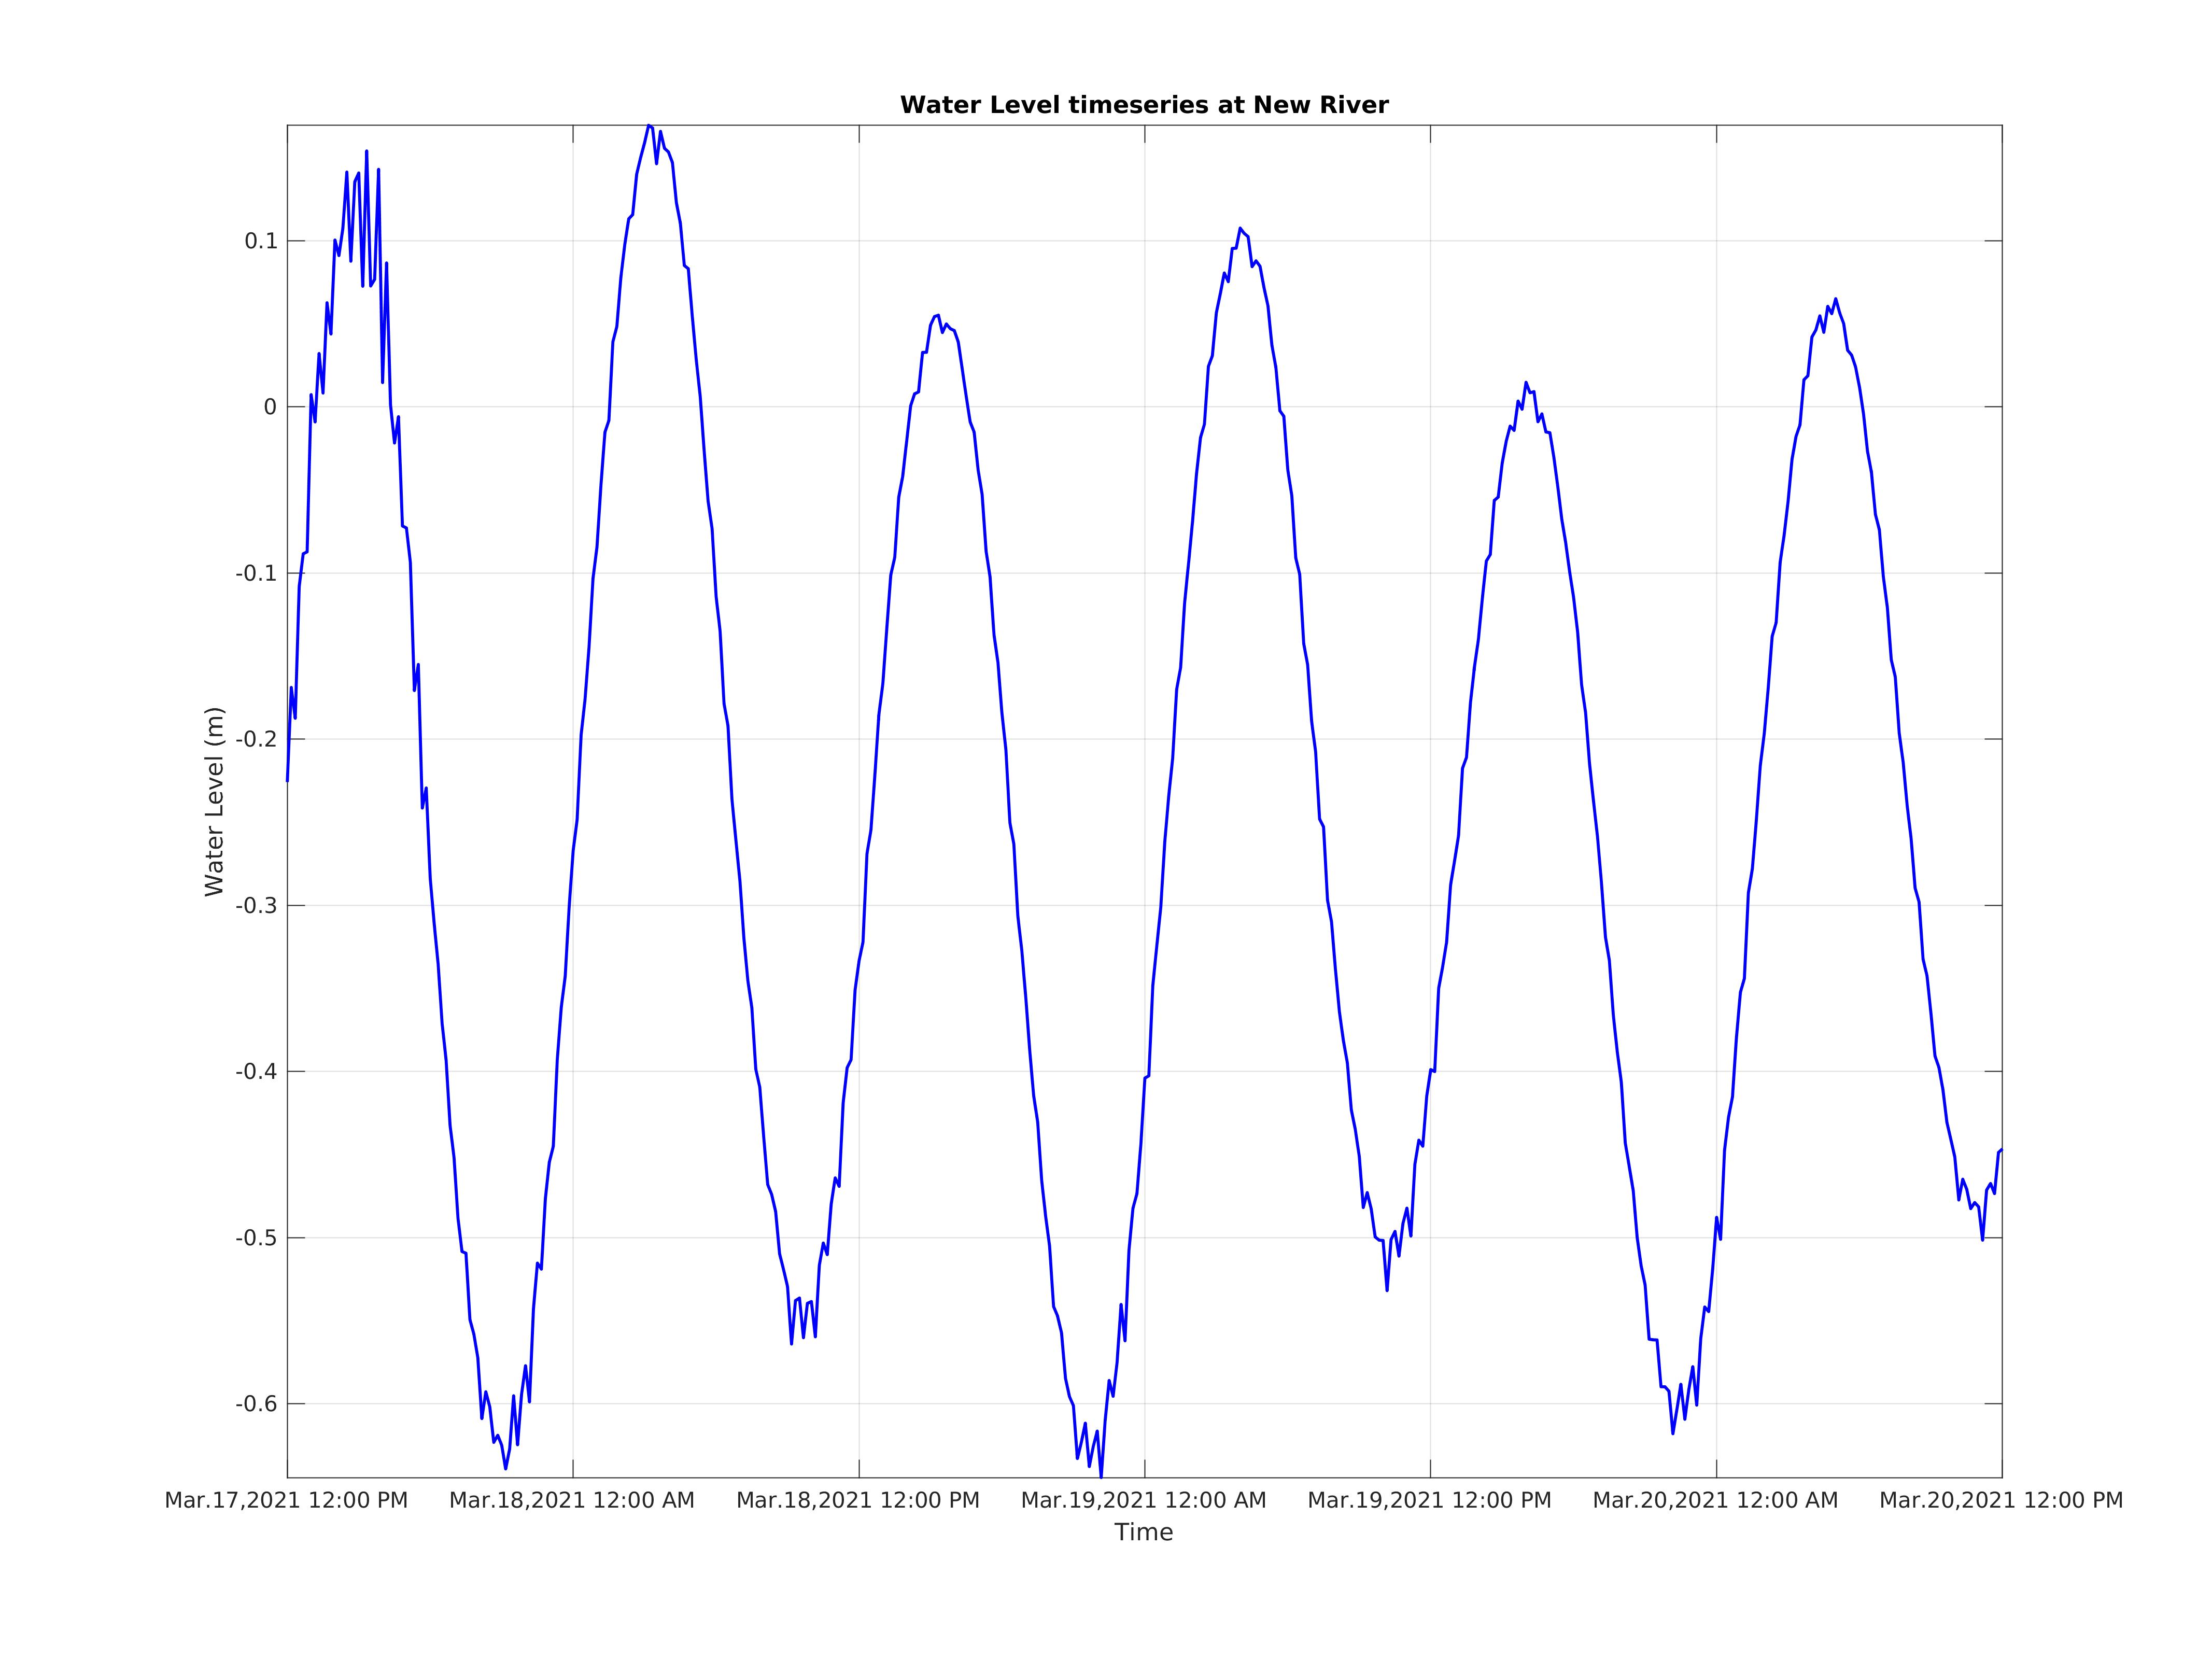 Water Level timeseries at New River
Water Level (m)
0.1
0
-0.1
-0.2
-0.3
-0.4
-0.5
-0.6
Mar.17,2021 12:00 PM
Mar.18,2021 12:00 AM
Mar.18,2021 12:00 PM
Mar.19,2021 12:00 AM
Mar.19,2021 12:00 PM
Mar.20,2021 12:00 AM
Mar.20,2021 12:00 PM
Time